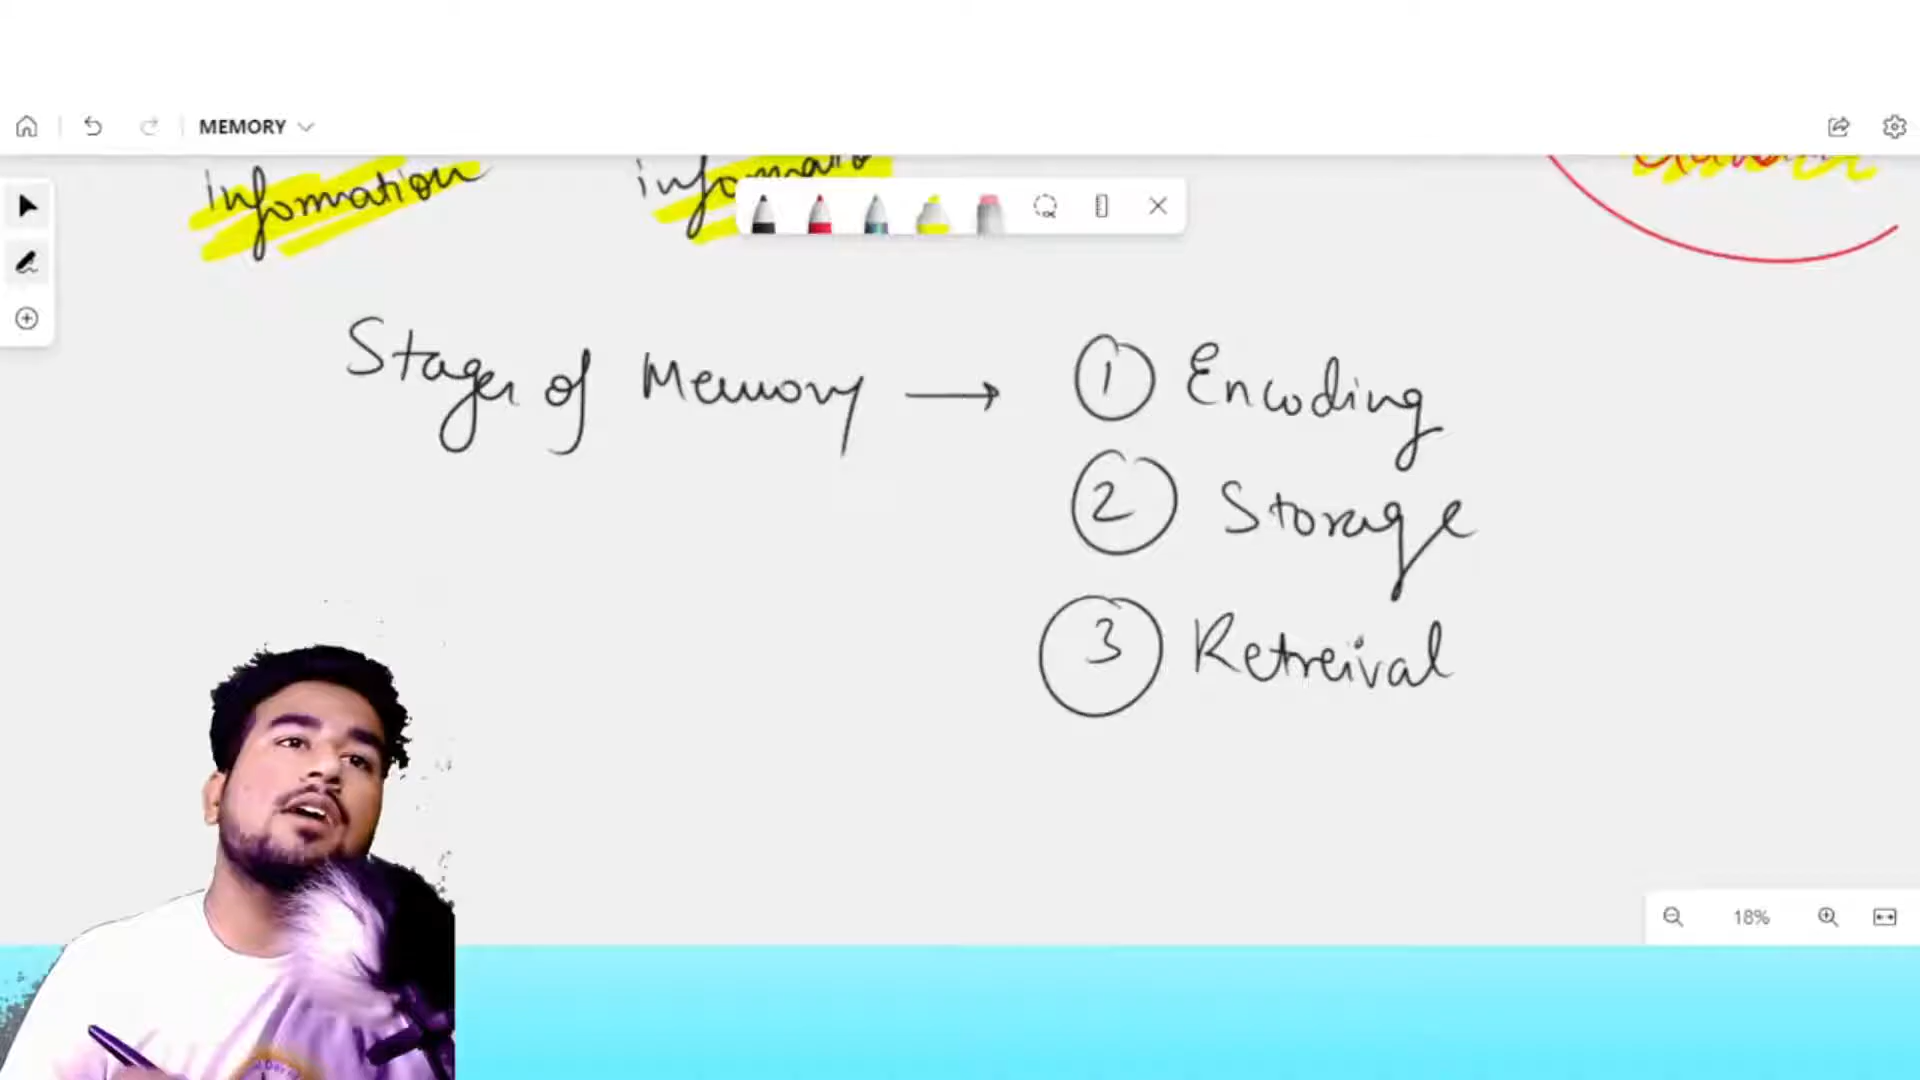 MEMORY
Information
Stages of Memory → ① Encoding
② Storage
③ Retreival
18%